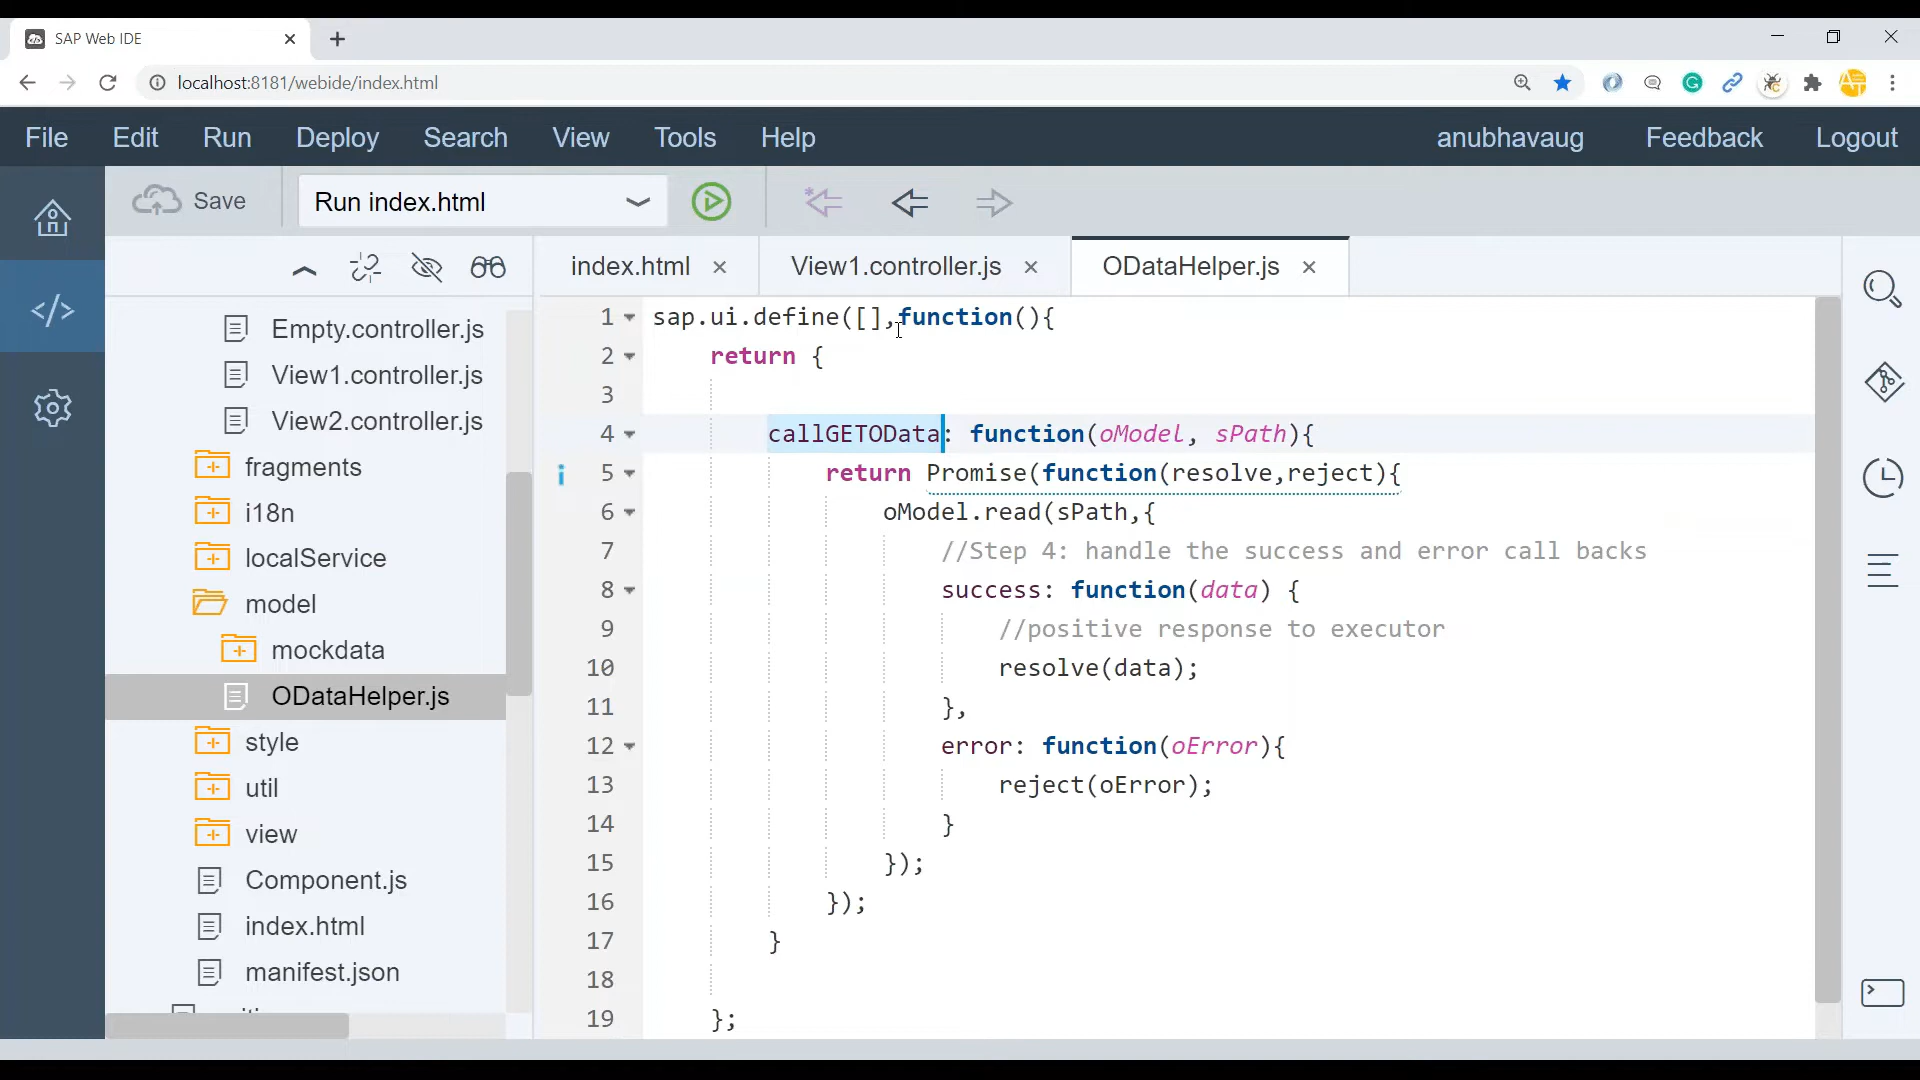 SAP Web IDE
localhost:8181/webide/index.html
File Edit Run Deploy Search View Tools Help anubhavaug Feedback Logout
Save Run index.html
index.html View1.controller.js ODataHelper.js
Empty.controller.js
View1.controller.js
View2.controller.js
fragments
i18n
localService
model
mockdata
ODataHelper.js
style
util
view
Component.js
index.html
manifest.json
1 sap.ui.define([],function(){
2 return {
3
4 callGETOData: function(oModel, sPath){
5 return Promise(function(resolve,reject){
6 oModel.read(sPath,{
7 //Step 4: handle the success and error call backs
8 success: function(data) {
9 //positive response to executor
10 resolve(data);
11 },
12 error: function(oError){
13 reject(oError);
14 }
15 });
16 });
17 }
18
19 };